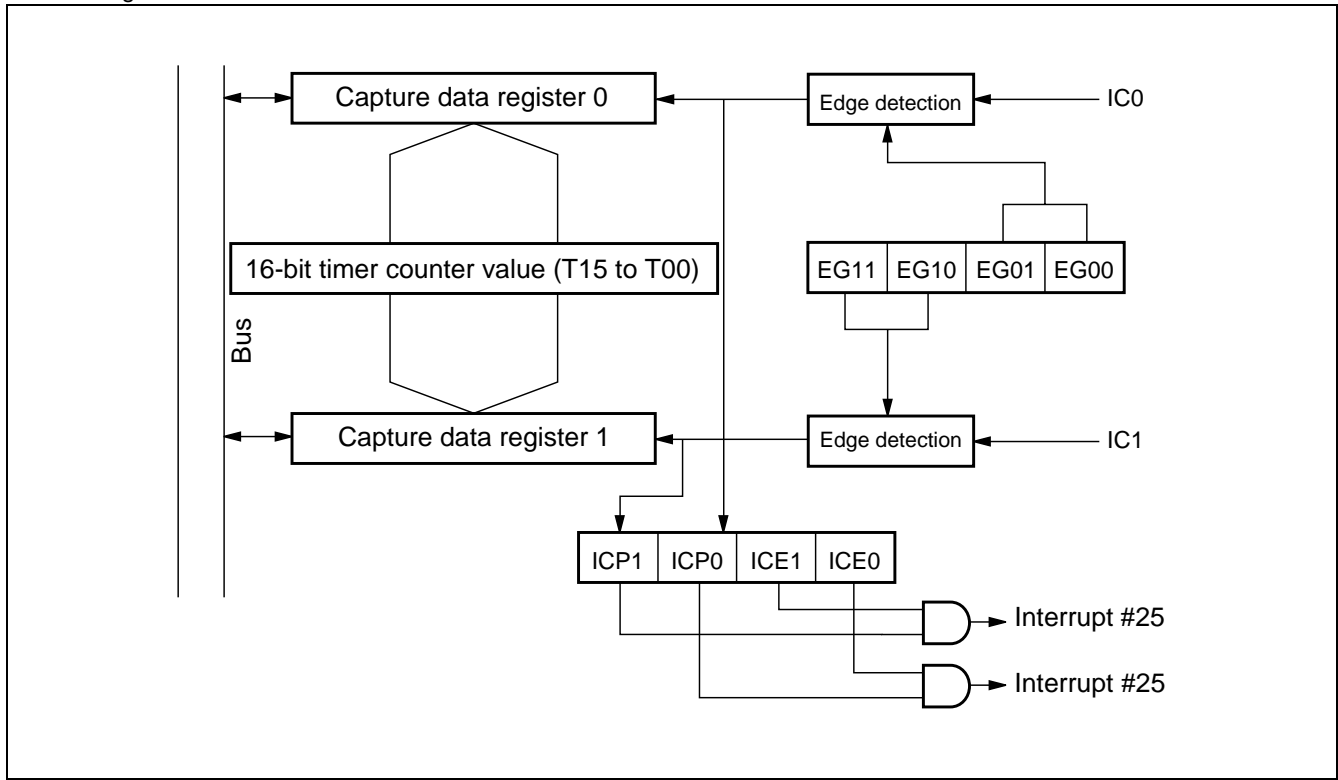 Capture data register 0
Edge detection
IC0
16-bit timer counter value (T15 to T00)
EG11 EG10 EG01 EG00
Bus
Capture data register 1
Edge detection
IC1
ICP1 ICP0 ICE1 ICE0
Interrupt #25
Interrupt #25